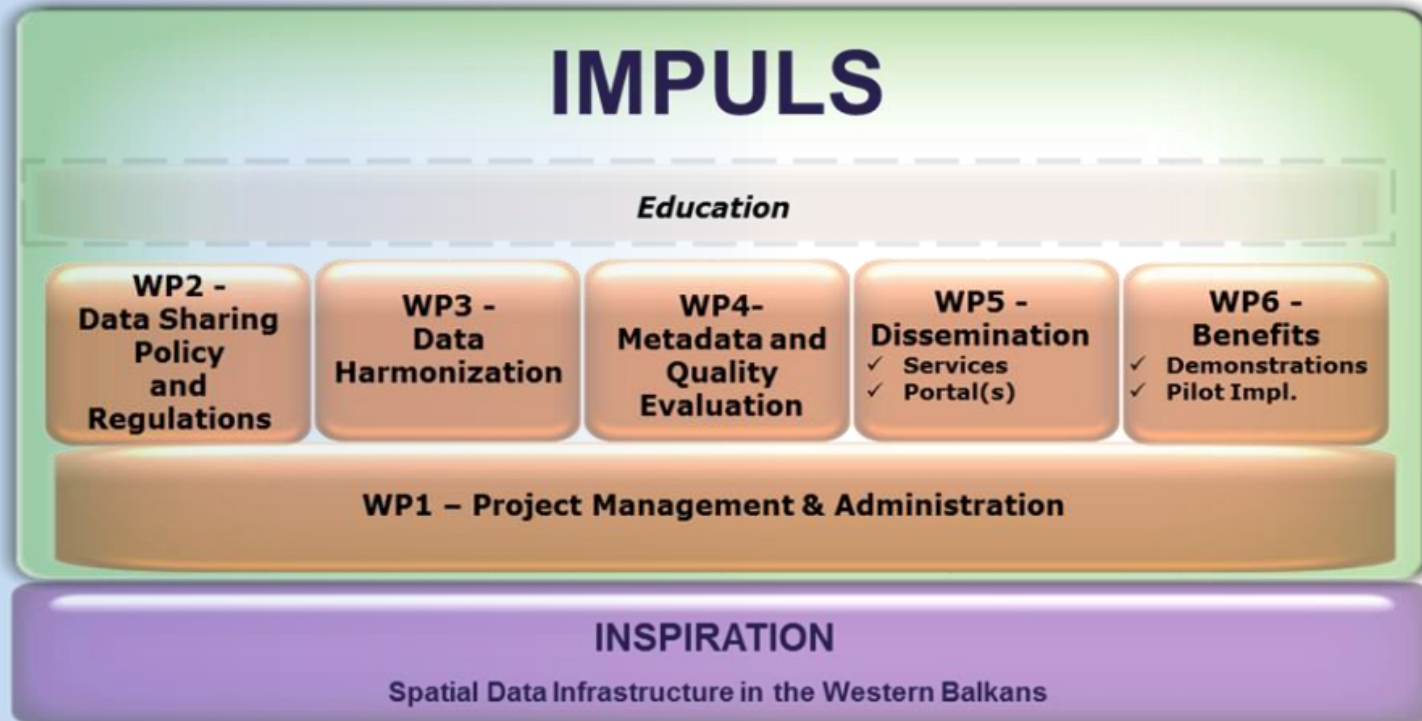 IMPULS
Education
WP2 -
Data Sharing
Policy
and
Regulations
WP3 -
Data
Harmonization
WP4-
Metadata and
Quality
Evaluation
WP5 -
Dissemination
✓ Services
✓ Portal(s)
WP6 -
Benefits
✓ Demonstrations
✓ Pilot Impl.
WP1 – Project Management & Administration
INSPIRATION
Spatial Data Infrastructure in the Western Balkans